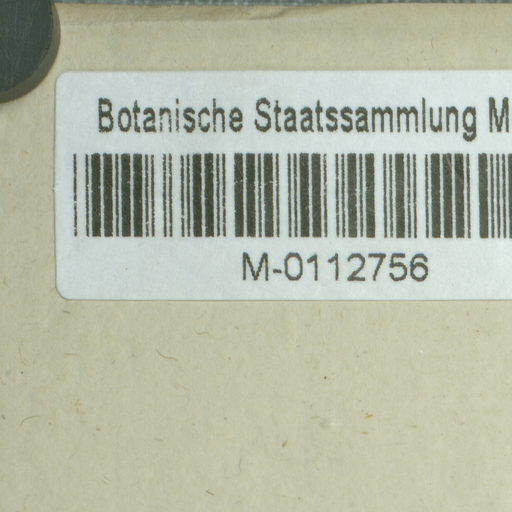 Botanische Staatssammlung M
M-0112756